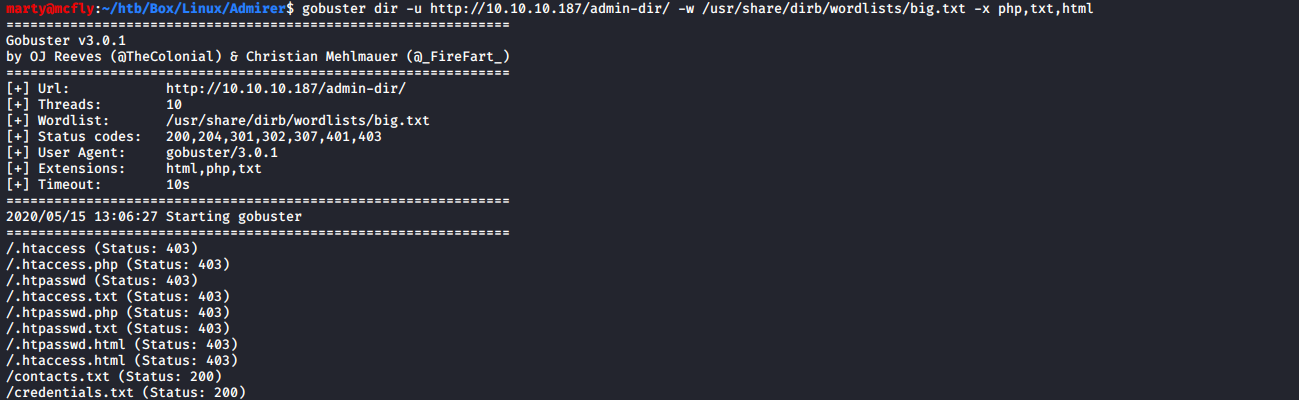 marty@mcfly:~/htb/Box/Linux/Admirer$ gobuster dir -u http://10.10.10.187/admin-dir/ -w /usr/share/dirb/wordlists/big.txt -x php,txt,html
===============================================================
Gobuster v3.0.1
by OJ Reeves (@TheColonial) & Christian Mehlmauer (@_FireFart_)
===============================================================
[+] Url:            http://10.10.10.187/admin-dir/
[+] Threads:        10
[+] Wordlist:       /usr/share/dirb/wordlists/big.txt
[+] Status codes:   200,204,301,302,307,401,403
[+] User Agent:     gobuster/3.0.1
[+] Extensions:     html,php,txt
[+] Timeout:        10s
===============================================================
2020/05/15 13:06:27 Starting gobuster
===============================================================
/.htaccess (Status: 403)
/.htaccess.php (Status: 403)
/.htpasswd (Status: 403)
/.htaccess.txt (Status: 403)
/.htpasswd.php (Status: 403)
/.htpasswd.txt (Status: 403)
/.htpasswd.html (Status: 403)
/.htaccess.html (Status: 403)
/contacts.txt (Status: 200)
/credentials.txt (Status: 200)